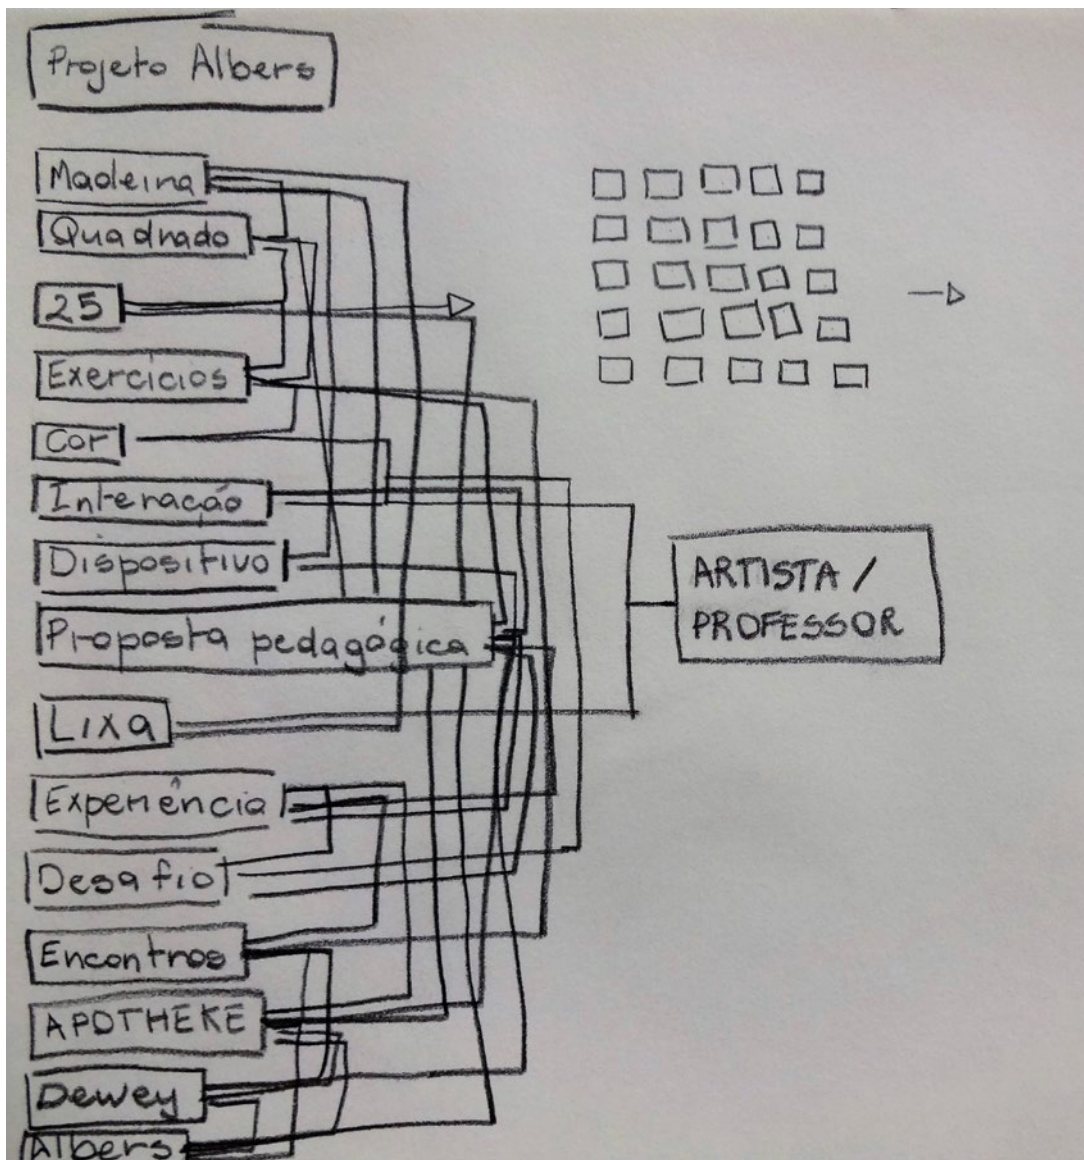 Projeto Albers
Madeira
Quadrado
25
Exercícios
Cor
Interação
Dispositivo
Proposta pedagógica
Lixa
Experiência
Desafio
Encontros
APOTHEKE
Dewey
Albers
ARTISTA /
PROFESSOR